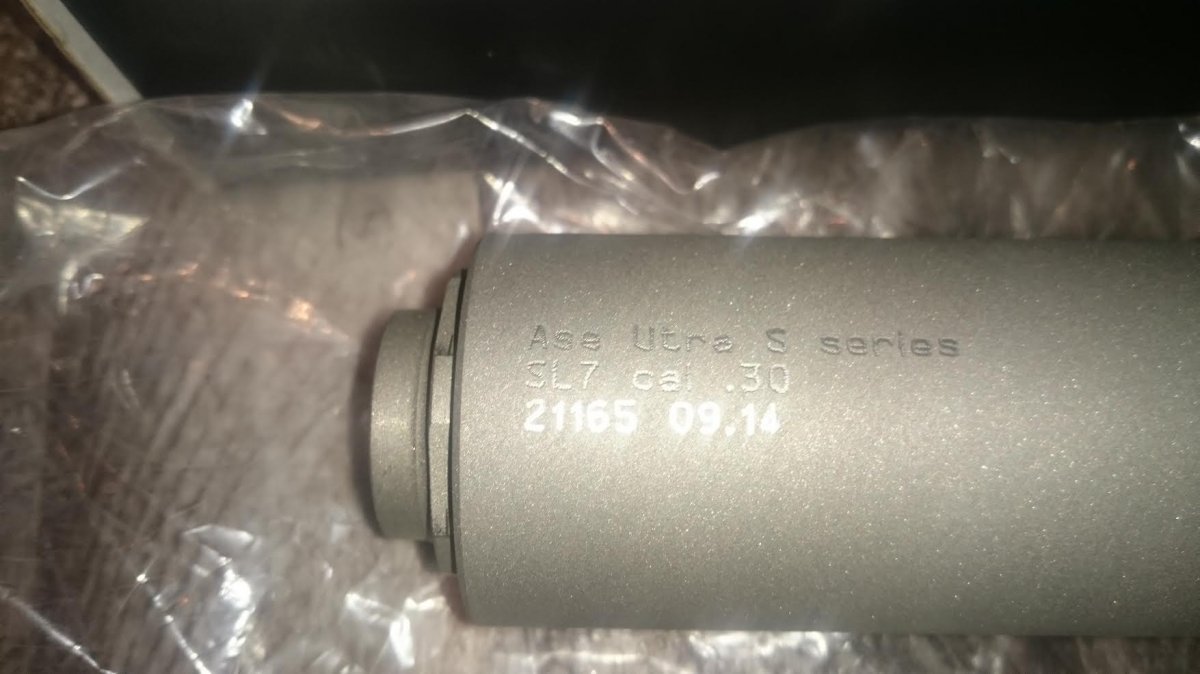 Ase Utra S series
SL7 cal .30
21165 09.14